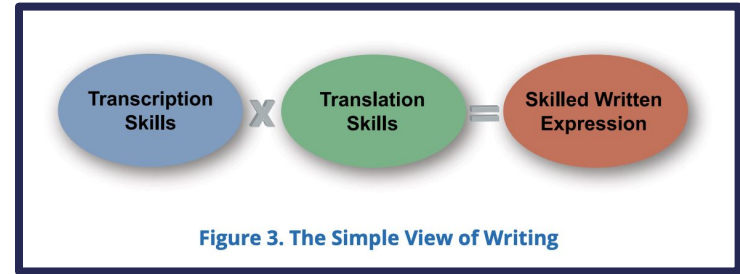 Transcription
Skills
X
Translation
Skills
=
Skilled Written
Expression
Figure 3. The Simple View of Writing